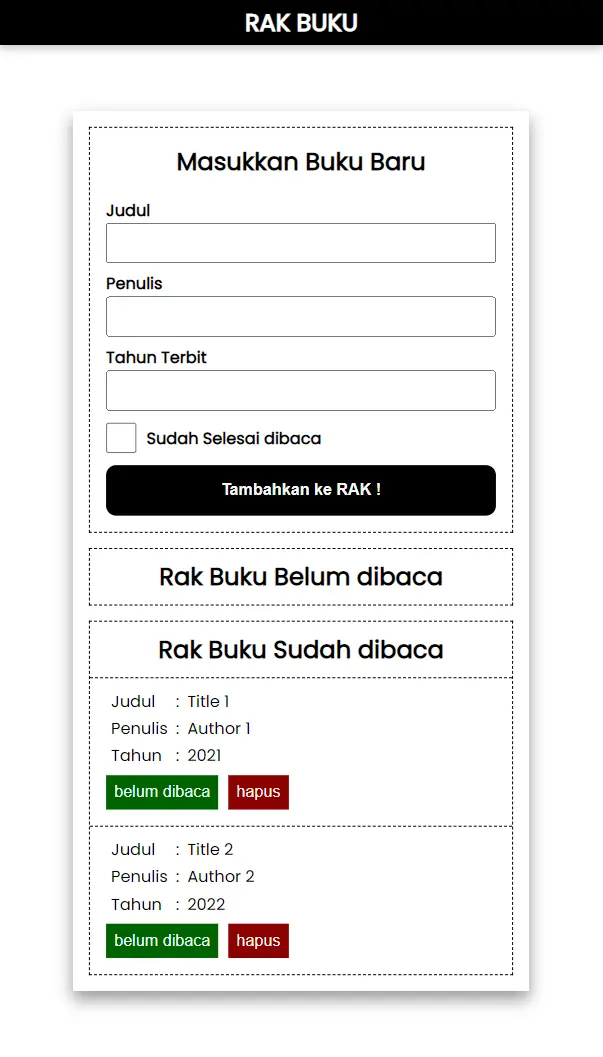 RAK BUKU
Masukkan Buku Baru
Judul
Penulis
Tahun Terbit
Sudah Selesai dibaca
Tambahkan ke RAK !
Rak Buku Belum dibaca
Rak Buku Sudah dibaca
Judul : Title 1
Penulis : Author 1
Tahun : 2021
belum dibaca hapus
Judul : Title 2
Penulis : Author 2
Tahun : 2022
belum dibaca hapus